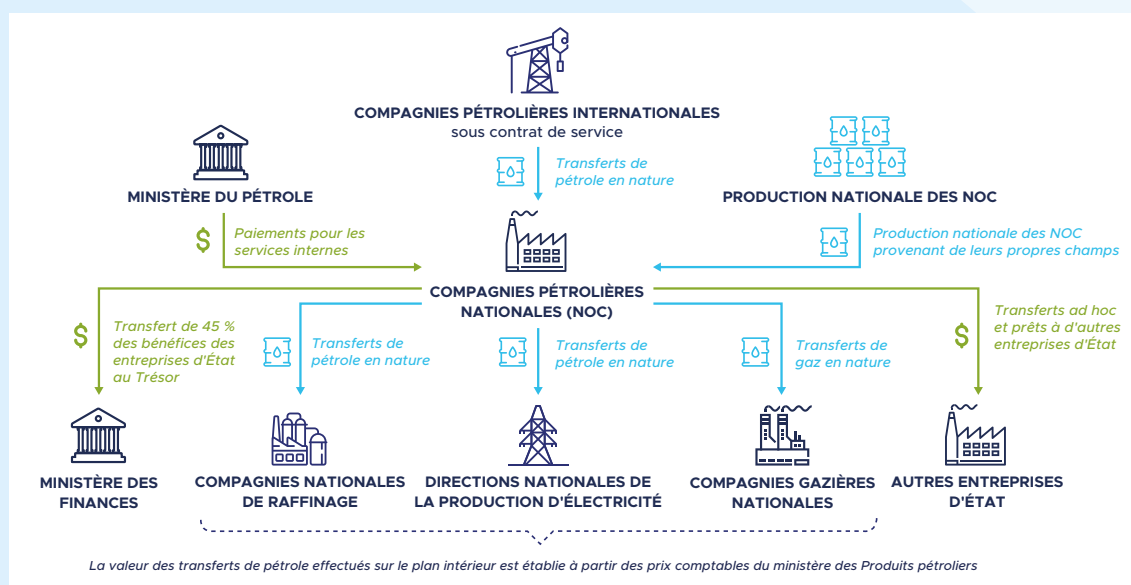 COMPAGNIES PÉTROLIÈRES INTERNATIONALES
sous contrat de service
Transferts de
pétrole en nature
MINISTÈRE DU PÉTROLE
$
Paiements pour les
services internes
PRODUCTION NATIONALE DES NOC
Production nationale des NOC
provenant de leurs propres champs
COMPAGNIES PÉTROLIÈRES
NATIONALES (NOC)
$
Transfert de 45 %
des bénéfices des
entreprises d'État
au Trésor
Transferts de
pétrole en nature
Transferts de
pétrole en nature
Transferts de
gaz en nature
$
Transferts ad hoc
et prêts à d'autres
entreprises d'État
MINISTÈRE DES
FINANCES
COMPAGNIES NATIONALES
DE RAFFINAGE
DIRECTIONS NATIONALES DE
LA PRODUCTION D'ÉLECTRICITÉ
COMPAGNIES GAZIÈRES
NATIONALES
AUTRES ENTREPRISES
D'ÉTAT
La valeur des transferts de pétrole effectués sur le plan intérieur est établie à partir des prix comptables du ministère des Produits pétroliers